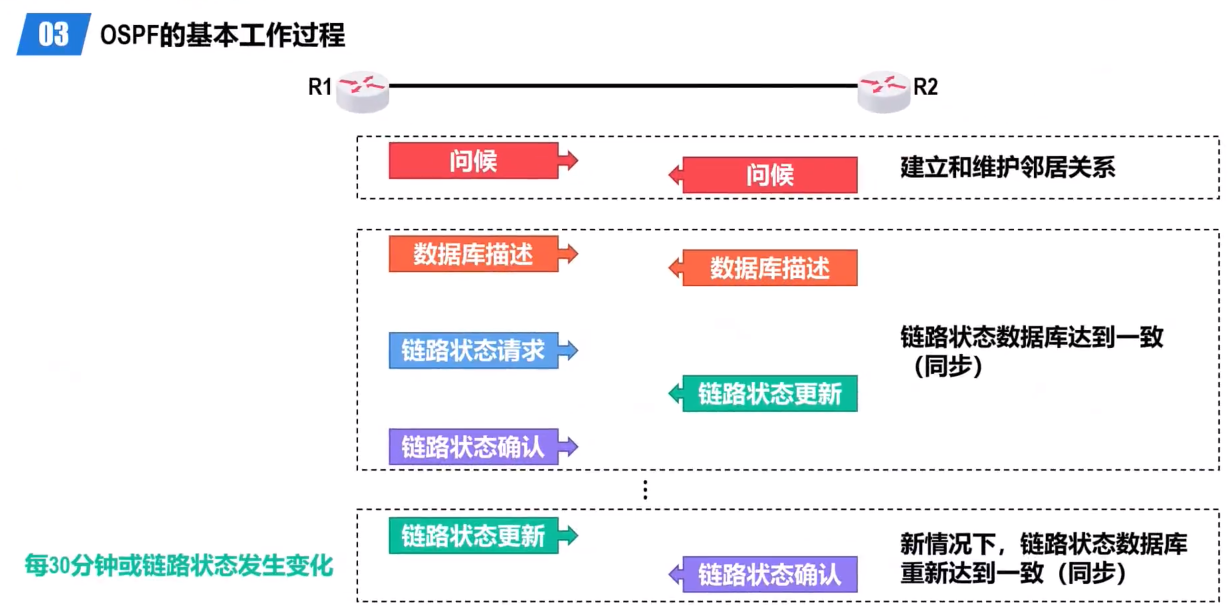 03 OSPF的基本工作过程
R1 R2
问候
问候
建立和维护邻居关系
数据库描述
数据库描述
链路状态请求
链路状态数据库达到一致
（同步）
链路状态更新
链路状态确认
链路状态更新
每30分钟或链路状态发生变化
新情况下，链路状态数据库
重新达到一致（同步）
链路状态确认